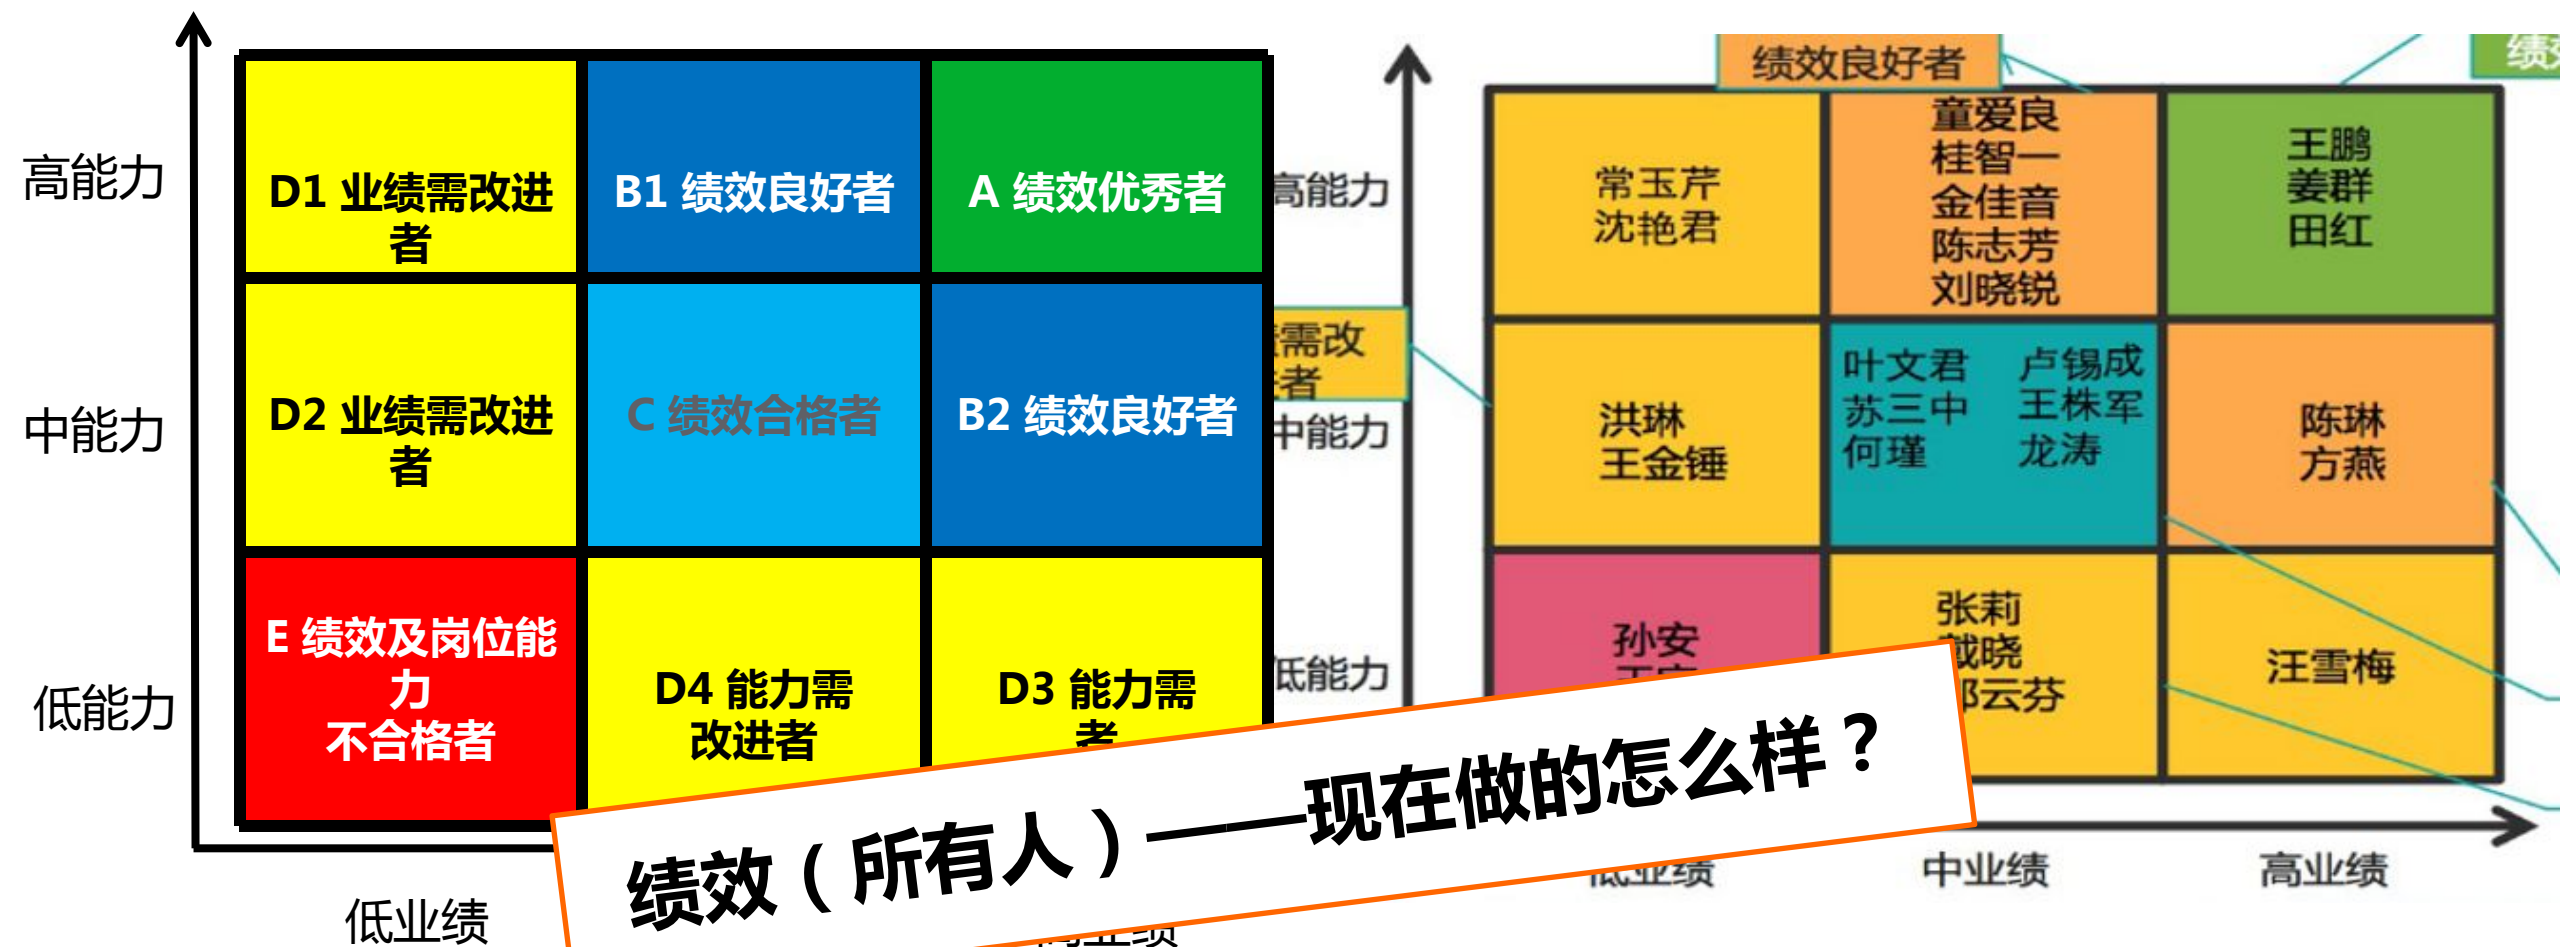 高能力
中能力
低能力
D1 业绩需改进
者
B1 绩效良好者
A 绩效优秀者
D2 业绩需改进
者
C 绩效合格者
B2 绩效良好者
E 绩效及岗位能
力
不合格者
D4 能力需
改进者
D3 能力需
者
低业绩
绩效（所有人）——现在做的怎么样？
绩效良好者
高能力
需改
者
中能力
低能力
常玉芹
沈艳君
童爱良
桂智一
金佳音
陈志芳
刘晓锐
王鹏
姜群
田红
洪琳
王金锤
叶文君
苏三中
何瑾
卢锡成
王株军
龙涛
陈琳
方燕
孙安
张莉
戴晓
云芬
汪雪梅
低业绩
中业绩
高业绩